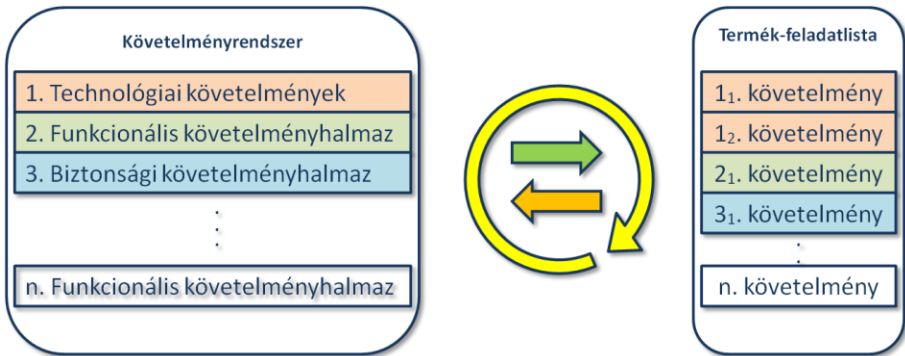 Követelményrendszer
1. Technológiai követelmények
2. Funkcionális követelményhalmaz
3. Biztonsági követelményhalmaz
.
.
.
n. Funkcionális követelményhalmaz
Termék-feladatlista
1₁. követelmény
1₂. követelmény
2₁. követelmény
3₁. követelmény
.
.
n. követelmény